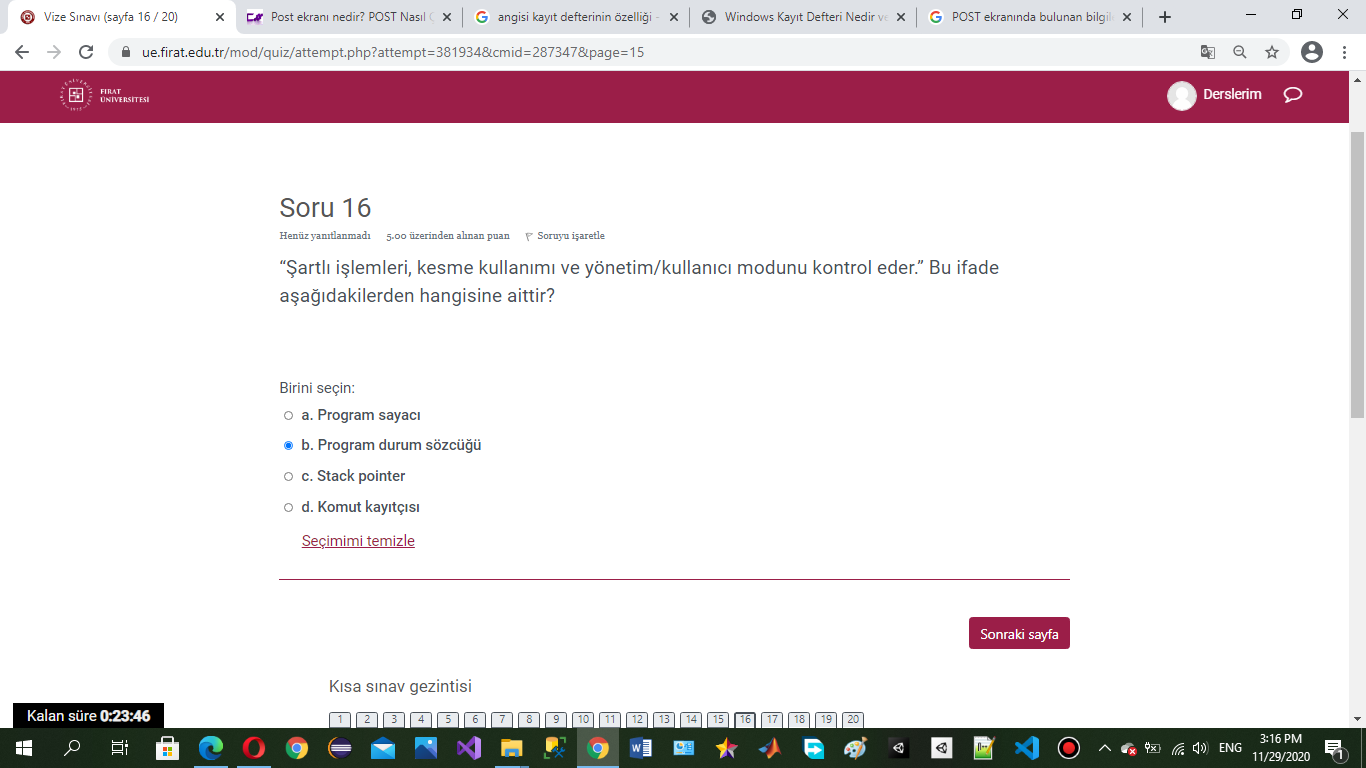 Vize Sınavı (sayfa 16 / 20)
Post ekranı nedir? POST Nasıl Ç
angisi kayıt defterinin özelliği -
Windows Kayıt Defteri Nedir ve
POST ekranında bulunan bilgile
ue.firat.edu.tr/mod/quiz/attempt.php?attempt=381934&cmid=287347&page=15
FIRAT
ÜNİVERSİTESİ
Derslerim
Soru 16
Henüz yanıtlanmadı 5.00 üzerinden alınan puan Soruyu işaretle
“Şartlı işlemleri, kesme kullanımı ve yönetim/kullanıcı modunu kontrol eder.” Bu ifade
aşağıdakilerden hangisine aittir?
Birini seçin:
a. Program sayacı
b. Program durum sözcüğü
c. Stack pointer
d. Komut kayıtçısı
Seçimimi temizle
Sonraki sayfa
Kısa sınav gezintisi
Kalan süre 0:23:46
1 2 3 4 5 6 7 8 9 10 11 12 13 14 15 16 17 18 19 20
ENG
3:16 PM
11/29/2020
1